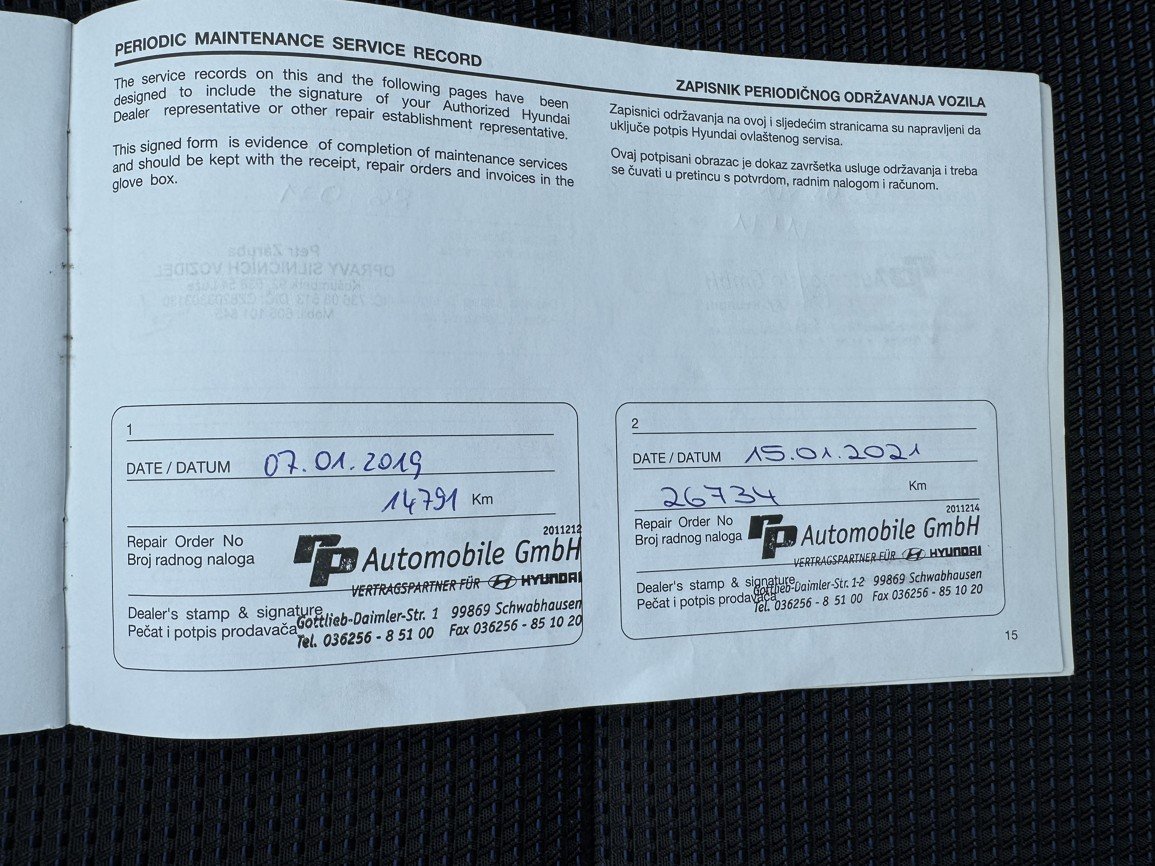 PERIODIC MAINTENANCE SERVICE RECORD
The service records on this and the following pages have been
designed to include the signature of your Authorized Hyundai
Dealer representative or other repair establishment representative.
This signed form is evidence of completion of maintenance services
and should be kept with the receipt, repair orders and invoices in the
glove box.
ZAPISNIK PERIODIČNOG ODRŽAVANJA VOZILA
Zapisnici održavanja na ovoj i sljedećim stranicama su napravljeni da
uključe potpis Hyundai ovlaštenog servisa.
Ovaj potpisani obrazac je dokaz završetka usluge održavanja i treba
se čuvati u pretincu s potvrdom, radnim nalogom i računom.
1
DATE / DATUM 07.01.2019
14791 Km
Repair Order No
Broj radnog naloga
2011212
rp Automobile GmbH
VERTRAGSPARTNER FÜR HYUNDAI
Dealer's stamp & signature
Pečat i potpis prodavača
Gottlieb-Daimler-Str. 1 99869 Schwabhausen
Tel. 036256 - 8 51 00 Fax 036256 - 85 10 20
2
DATE / DATUM 15.01.2021
26734 Km
Repair Order No
Broj radnog naloga
2011214
rp Automobile GmbH
VERTRAGSPARTNER FÜR HYUNDAI
Dealer's stamp & signature
Pečat i potpis prodavača
Gottlieb-Daimler-Str. 1-2 99869 Schwabhausen
Tel. 036256 - 8 51 00 Fax 036256 - 85 10 20
15